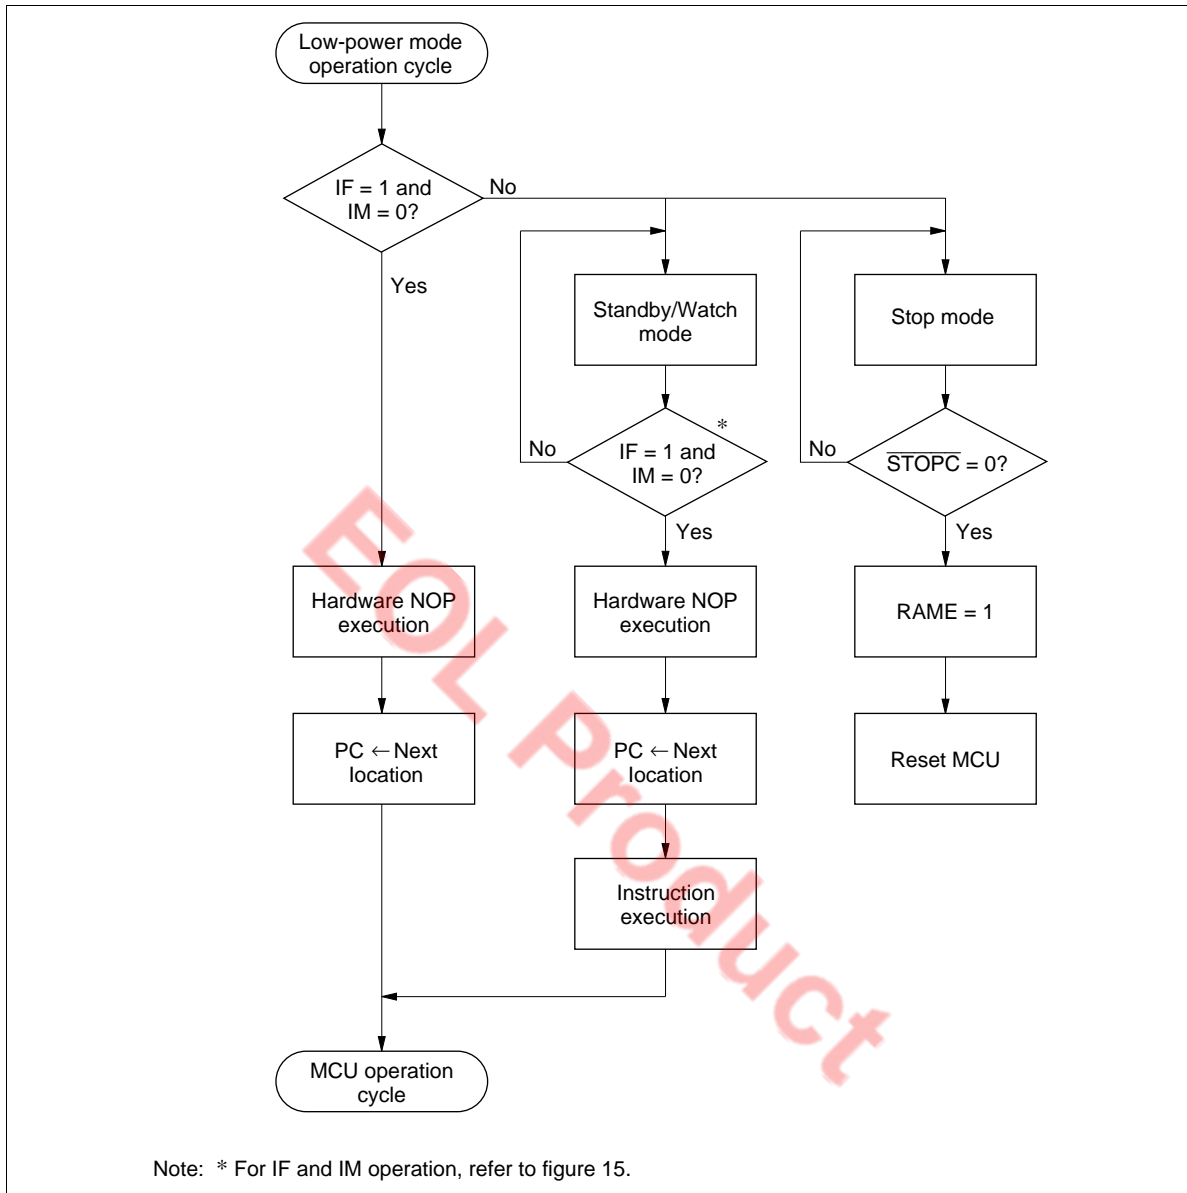 Low-power mode
operation cycle
IF = 1 and
IM = 0?
No
Yes
Standby/Watch
mode
Stop mode
*
IF = 1 and
IM = 0?
No
Yes
S̅T̅O̅P̅C̅ = 0?
No
Yes
Hardware NOP
execution
Hardware NOP
execution
RAME = 1
PC ← Next
location
PC ← Next
location
Reset MCU
Instruction
execution
MCU operation
cycle
EOL Product
Note: * For IF and IM operation, refer to figure 15.